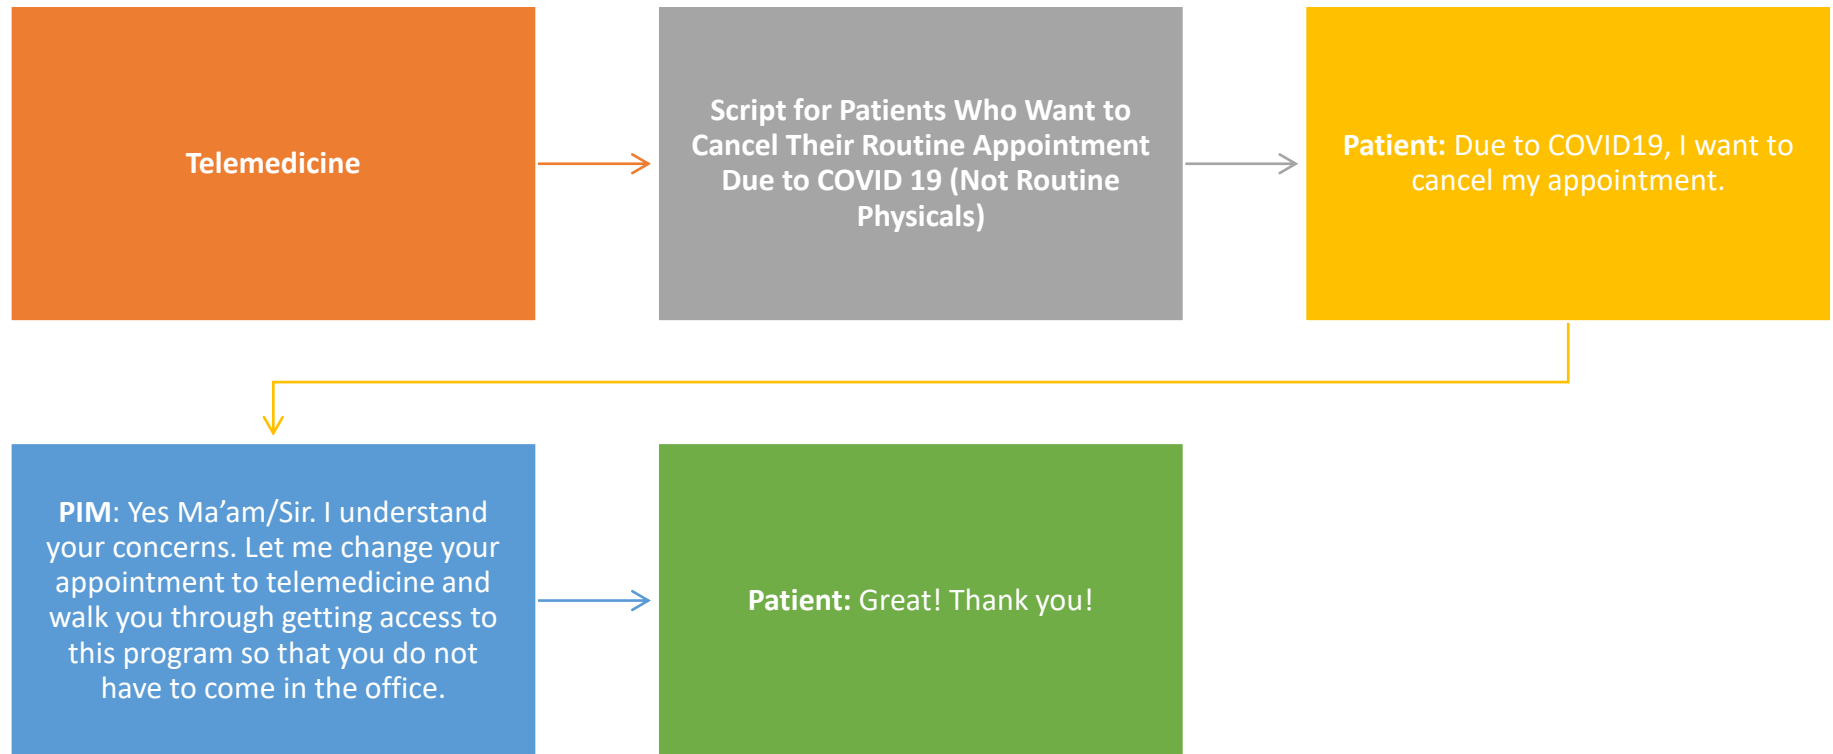 Telemedicine
Script for Patients Who Want to
Cancel Their Routine Appointment
Due to COVID 19 (Not Routine
Physicals)
Patient: Due to COVID19, I want to
cancel my appointment.
PIM: Yes Ma’am/Sir. I understand
your concerns. Let me change your
appointment to telemedicine and
walk you through getting access to
this program so that you do not
have to come in the office.
Patient: Great! Thank you!